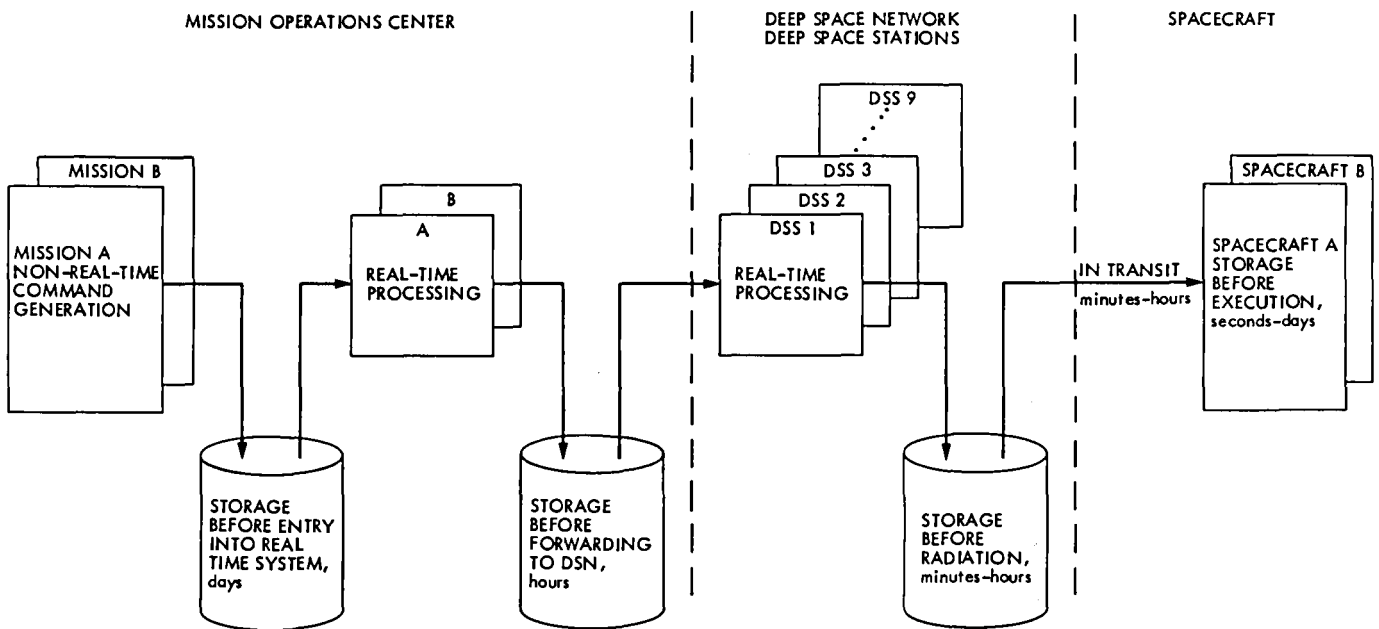 MISSION OPERATIONS CENTER
DEEP SPACE NETWORK
DEEP SPACE STATIONS
SPACECRAFT
MISSION B
MISSION A
NON-REAL-TIME
COMMAND
GENERATION
B
A
REAL-TIME
PROCESSING
DSS 9
DSS 3
DSS 2
DSS 1
REAL-TIME
PROCESSING
IN TRANSIT
minutes-hours
SPACECRAFT B
SPACECRAFT A
STORAGE
BEFORE
EXECUTION,
seconds-days
STORAGE
BEFORE ENTRY
INTO REAL
TIME SYSTEM,
days
STORAGE
BEFORE
FORWARDING
TO DSN,
hours
STORAGE
BEFORE
RADIATION,
minutes-hours